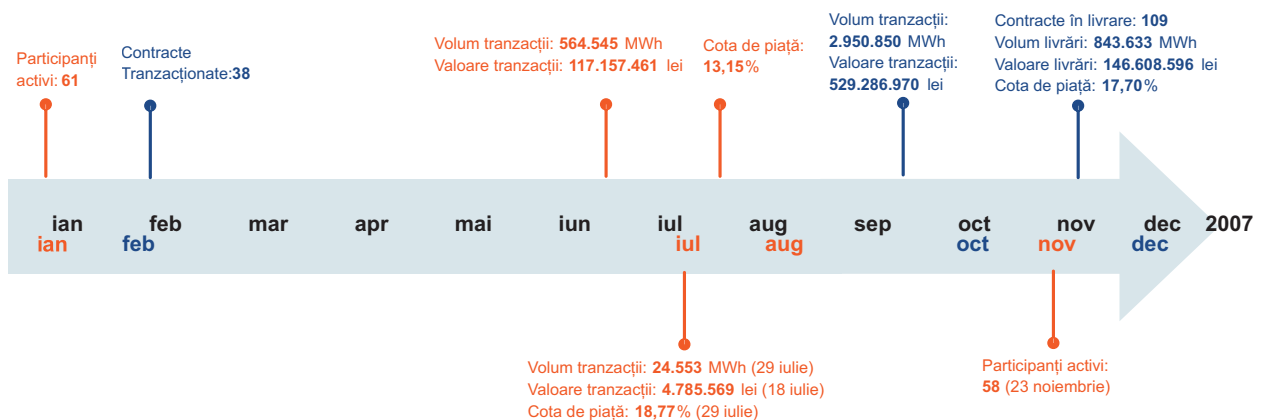 Participanți
activi: 61
Contracte
Tranzacționate:38
Volum tranzacții: 564.545 MWh
Valoare tranzacții: 117.157.461 lei
Cota de piață:
13,15%
Volum tranzacții:
2.950.850 MWh
Valoare tranzacții:
529.286.970 lei
Contracte în livrare: 109
Volum livrări: 843.633 MWh
Valoare livrări: 146.608.596 lei
Cota de piață: 17,70%
ian feb mar apr mai iun iul aug sep oct nov dec 2007
ian feb iul aug oct nov dec
Volum tranzacții: 24.553 MWh (29 iulie)
Valoare tranzacții: 4.785.569 lei (18 iulie)
Cota de piață: 18,77% (29 iulie)
Participanți activi:
58 (23 noiembrie)